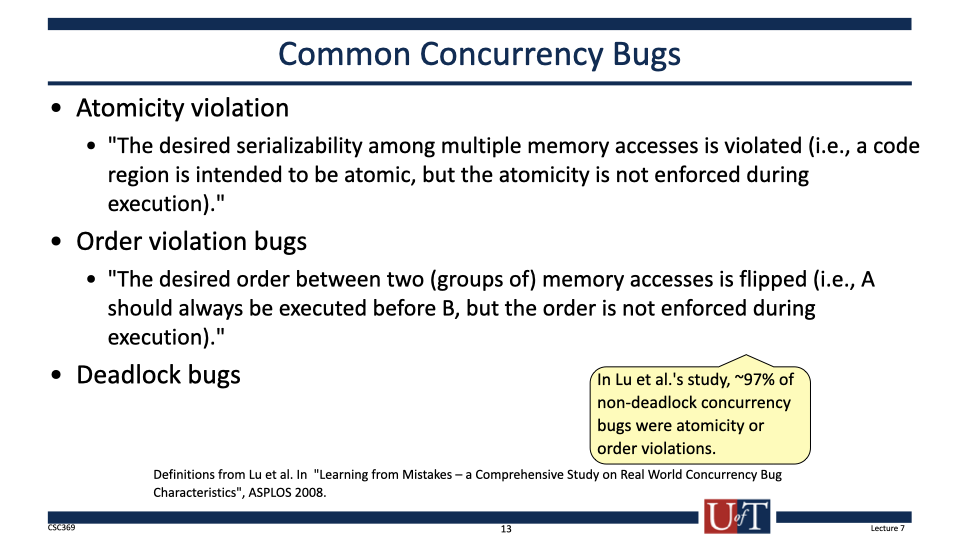 Common Concurrency Bugs
• Atomicity violation
• "The desired serializability among multiple memory accesses is violated (i.e., a code
region is intended to be atomic, but the atomicity is not enforced during
execution)."
• Order violation bugs
• "The desired order between two (groups of) memory accesses is flipped (i.e., A
should always be executed before B, but the order is not enforced during
execution)."
• Deadlock bugs
In Lu et al.'s study, ~97% of
non-deadlock concurrency
bugs were atomicity or
order violations.
Definitions from Lu et al. In "Learning from Mistakes – a Comprehensive Study on Real World Concurrency Bug
Characteristics", ASPLOS 2008.
CSC369
13
U of T
Lecture 7